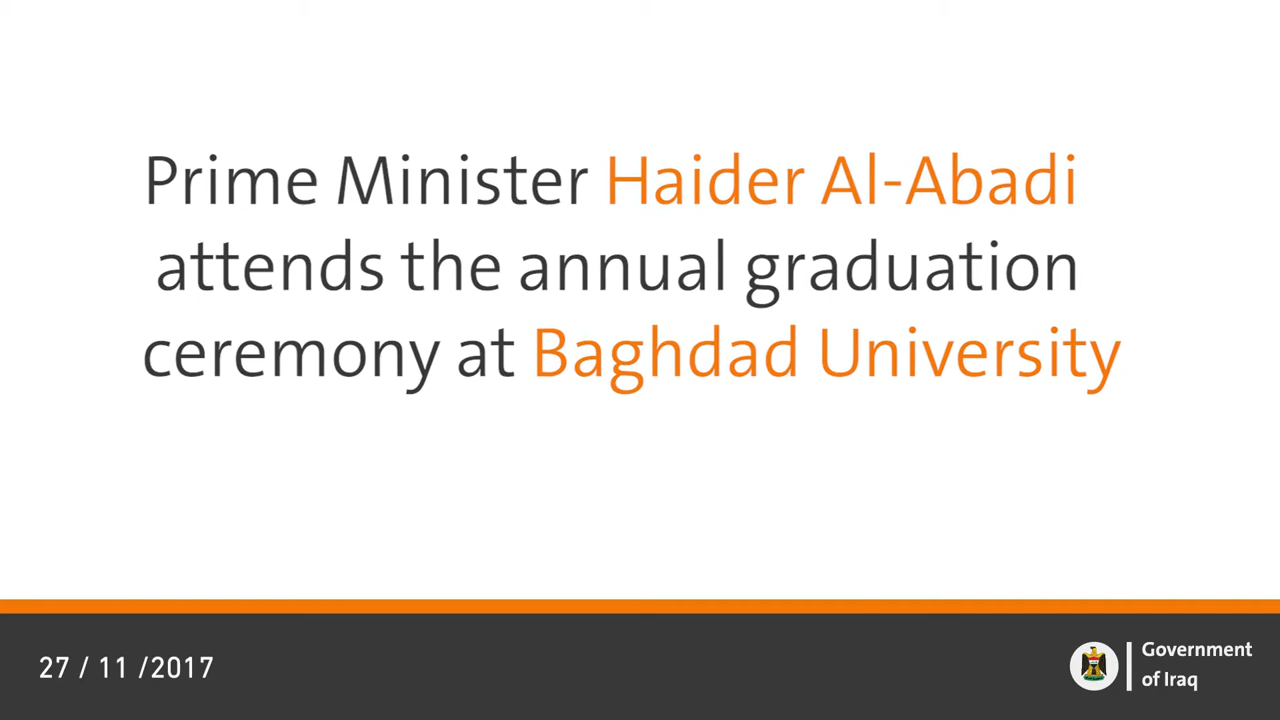 Prime Minister Haider Al-Abadi
attends the annual graduation
ceremony at Baghdad University
27 / 11 /2017
Government
of Iraq